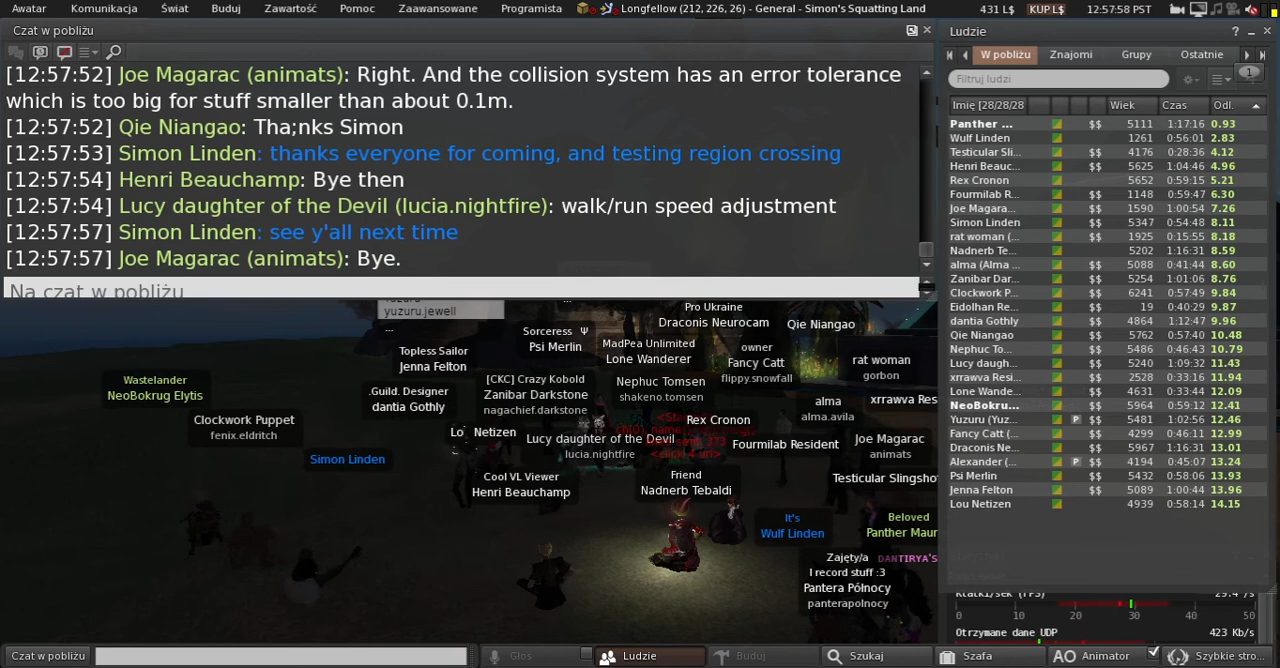 Awatar Komunikacja Świat Buduj Zawartość Pomoc Zaawansowane Programista Longfellow (212, 226, 26) - General - Simon's Squatting Land 431 L$ KUP L$ 12:57:58 PST
Czat w pobliżu
[12:57:52] Joe Magarac (animats): Right. And the collision system has an error tolerance
which is too big for stuff smaller than about 0.1m.
[12:57:52] Qie Niangao: Tha;nks Simon
[12:57:53] Simon Linden: thanks everyone for coming, and testing region crossing
[12:57:54] Henri Beauchamp: Bye then
[12:57:54] Lucy daughter of the Devil (lucia.nightfire): walk/run speed adjustment
[12:57:57] Simon Linden: see y'all next time
[12:57:57] Joe Magarac (animats): Bye.
Na czat w pobliżu
yuzuru.jewell
...
...
Wastelander
NeoBokrug Elytis
Clockwork Puppet
fenix.eldritch
Simon Linden
Topless Sailor
Jenna Felton
.Guild. Designer
dantia Gothly
Sorceress Ψ
Psi Merlin
[CKC] Crazy Kobold
Zanibar Darkstone
nagachief.darkstone
Netizen
Lucy daughter of the Devil
lucia.nightfire
Cool VL Viewer
Henri Beauchamp
MadPea Unlimited
Lone Wanderer
Nephuc Tomsen
shakeno.tomsen
Pro Ukraine
Draconis Neurocam
owner
Fancy Catt
flippy.snowfall
Qie Niangao
rat woman
gorbon
alma
alma.avila
xrrawxa Res
Rex Cronon
Fourmilab Resident
Joe Magarac
animats
Friend
Nadnerb Tebaldi
Testicular Slingsho
It's
Wulf Linden
Beloved
Panther Maur
Zajęty/a
I record stuff :3
Pantera Północy
panterapolnocy
DANTIRYA'S
Ludzie
W pobliżu Znajomi Grupy Ostatnie
1
Filtruj ludzi
Imię [28/28/28 Wiek Czas Odl.
Panther ... $$ 5111 1:17:16 0.93
Wulf Linden 1261 0:56:01 2.83
Testicular Sli... $$ 4176 0:28:36 4.12
Henri Beauc... $$ 5625 1:04:46 4.96
Rex Cronon 5652 0:59:15 5.21
Fourmilab R... $$ 1148 0:59:47 6.30
Joe Magara... $$ 1590 1:00:54 7.26
Simon Linden $$ 5347 0:54:48 8.11
rat woman (... $$ 1925 0:15:55 8.18
Nadnerb Te... 5202 1:16:31 8.59
alma (Alma ... $$ 5088 0:41:44 8.60
Zanibar Dar... $$ 5254 1:01:06 8.76
Clockwork P... $$ 6241 0:57:49 9.84
Eidolhan Re... $$ 19 0:40:29 9.87
dantia Gothly $$ 4864 1:12:47 9.96
Qie Niangao $$ 5762 0:57:40 10.48
Nephuc To... $$ 5486 0:46:43 10.79
Lucy daugh... $$ 5240 1:09:32 11.43
xrrawxa Resi... $$ 2528 0:33:16 11.94
Lone Wande... $$ 4631 0:33:44 12.09
NeoBokru... $$ 5964 0:59:12 12.41
Yuzuru (Yuz... P $$ 5481 1:02:56 12.46
Fancy Catt (... $$ 4299 0:46:11 12.99
Draconis Ne... $$ 5967 1:16:31 13.01
Alexander (... P $$ 4194 0:45:07 13.24
Psi Merlin $$ 5432 0:58:06 13.93
Jenna Felton $$ 5089 1:00:44 13.96
Lou Netizen 4939 0:58:14 14.15
Klatki/sek (FPS) 29.4 /s
0 10 20 30 40 50
Otrzymane dane UDP 423 Kb/s
Czat w pobliżu Głos Ludzie Buduj Szukaj Szafa AO Animator Szybkie stro...